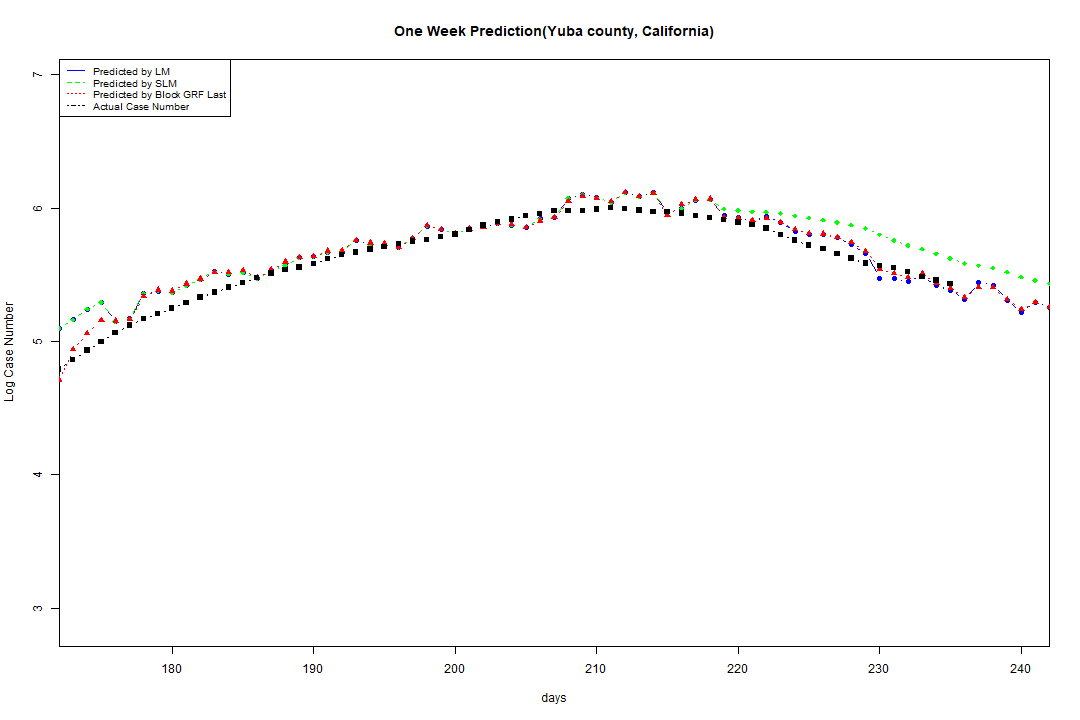 One Week Prediction(Yuba county, California)
Predicted by LM
Predicted by SLM
Predicted by Block GRF Last
Actual Case Number
7
6
5
4
3
Log Case Number
180 190 200 210 220 230 240
days